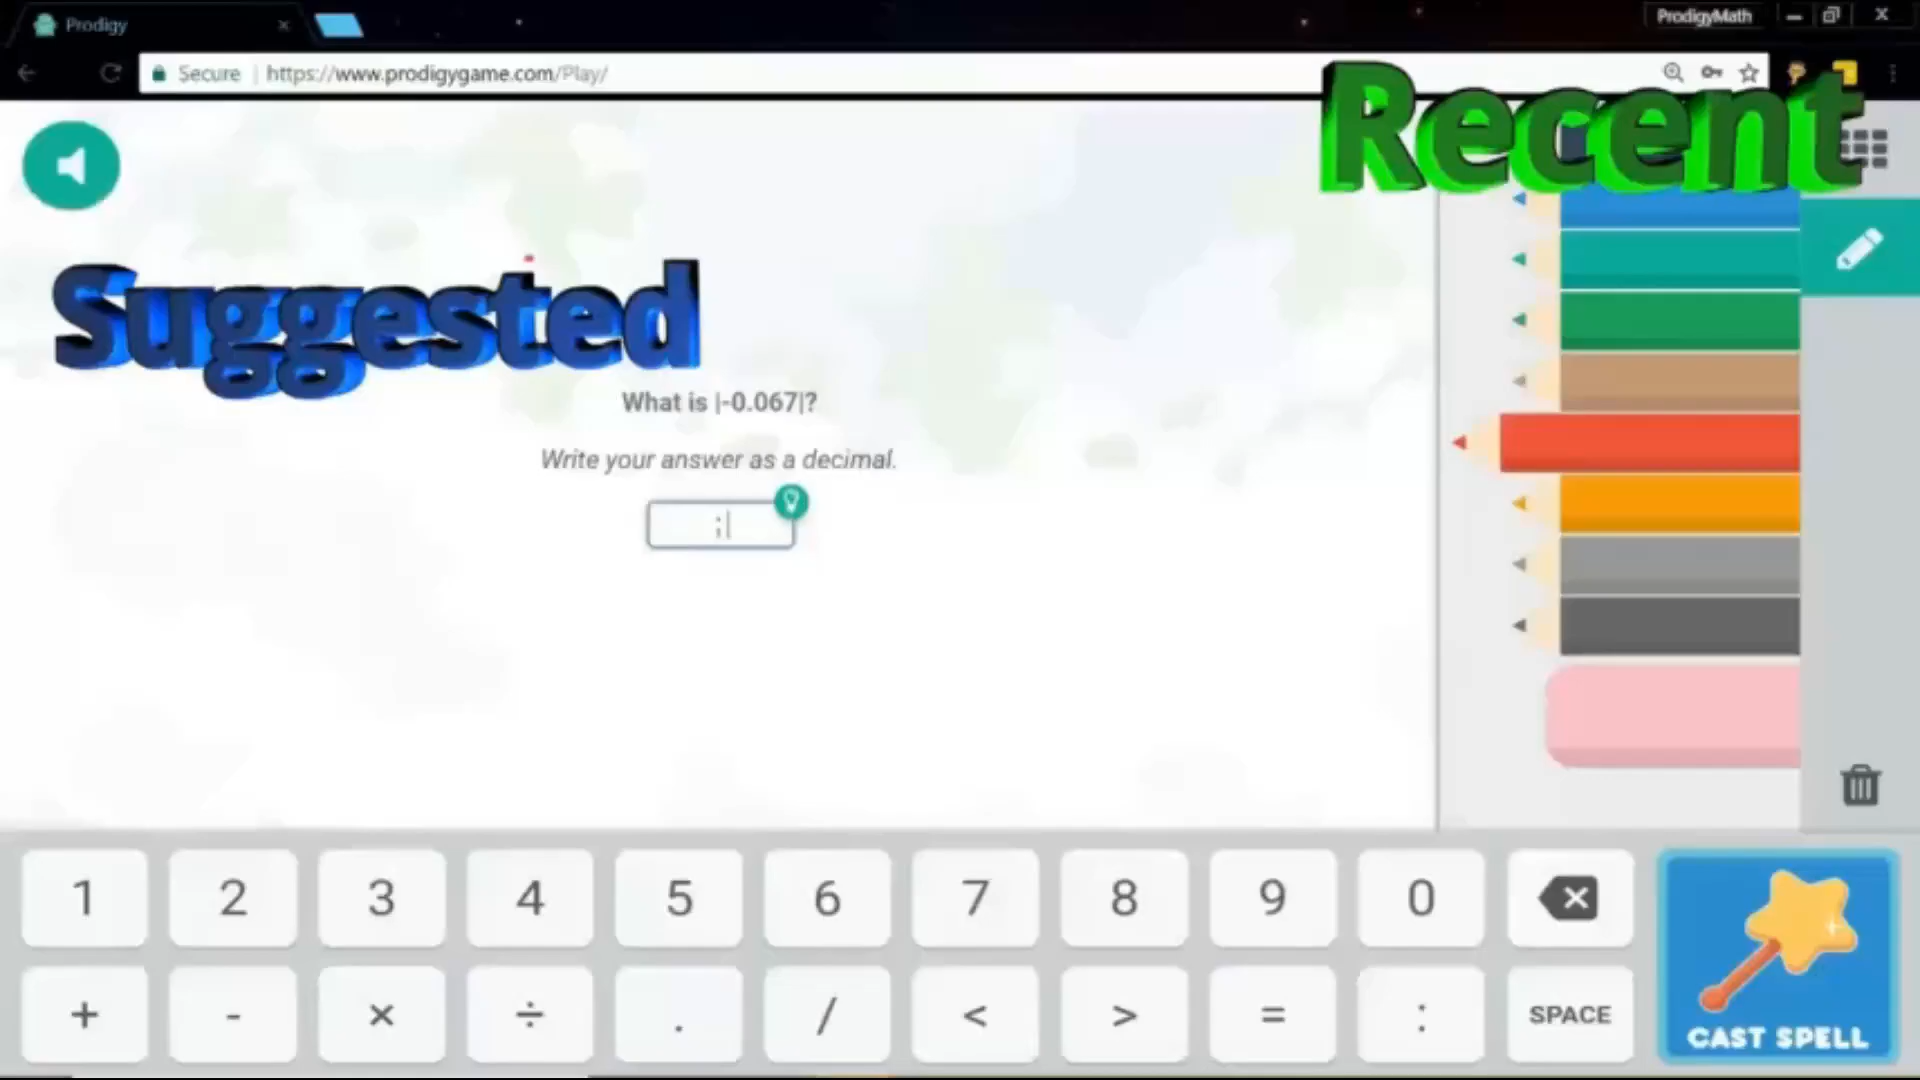 Prodigy
ProdigyMath
Secure
https://www.prodigygame.com/Play/
Recent
Suggested
What is |-0.067|?
Write your answer as a decimal.
;
1 2 3 4 5 6 7 8 9 0
+ - × ÷ . / < > = : SPACE
CAST SPELL